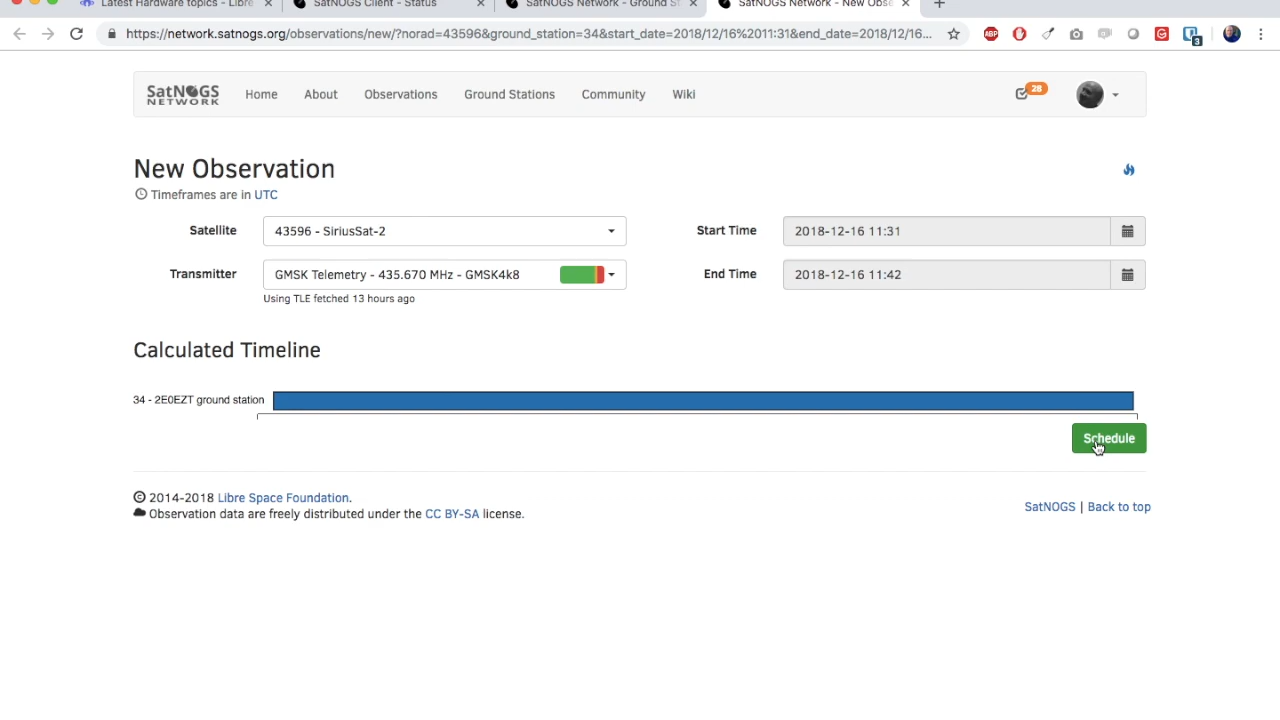 Latest Hardware topics - Libre
SatNOGS Client - Status
SatNOGS Network - Ground St
SatNOGS Network - New Obse
https://network.satnogs.org/observations/new/?norad=43596&ground_station=34&start_date=2018/12/16%2011:31&end_date=2018/12/16...
ABP
3
SatNOGS
NETWORK
Home
About
Observations
Ground Stations
Community
Wiki
28
New Observation
Timeframes are in UTC
Satellite
43596 - SiriusSat-2
Start Time
2018-12-16 11:31
Transmitter
GMSK Telemetry - 435.670 MHz - GMSK4k8
End Time
2018-12-16 11:42
Using TLE fetched 13 hours ago
Calculated Timeline
34 - 2E0EZT ground station
Schedule
© 2014-2018 Libre Space Foundation.
Observation data are freely distributed under the CC BY-SA license.
SatNOGS | Back to top